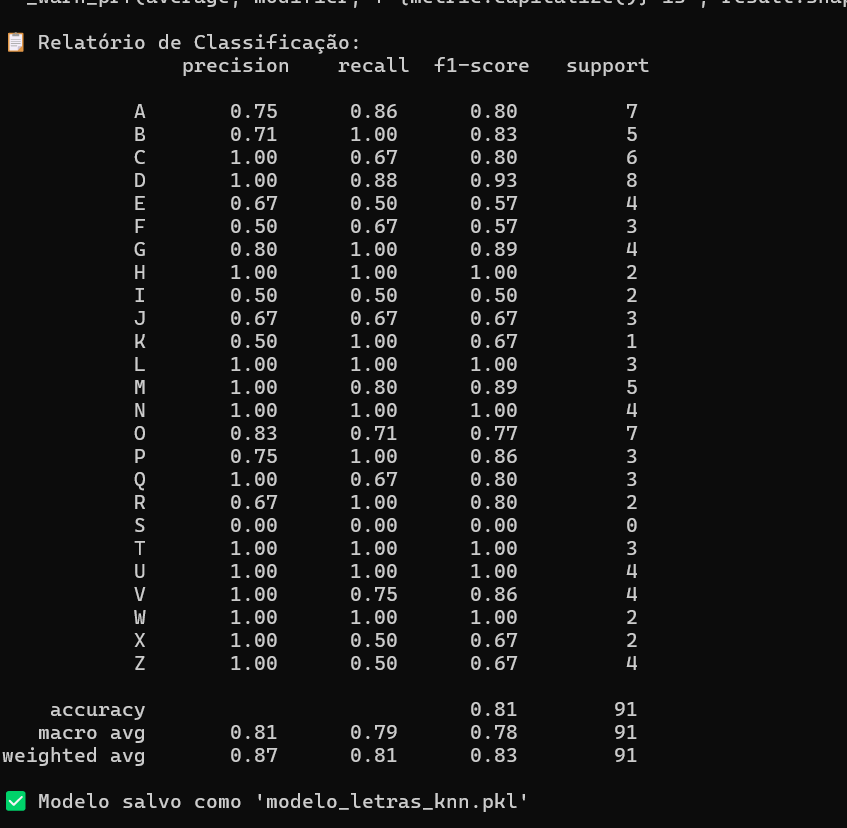 _warn_prf(average, modifier, f"{metric.capitalize()} is", result.shap
📋 Relatório de Classificação:
precision recall f1-score support
A 0.75 0.86 0.80 7
B 0.71 1.00 0.83 5
C 1.00 0.67 0.80 6
D 1.00 0.88 0.93 8
E 0.67 0.50 0.57 4
F 0.50 0.67 0.57 3
G 0.80 1.00 0.89 4
H 1.00 1.00 1.00 2
I 0.50 0.50 0.50 2
J 0.67 0.67 0.67 3
K 0.50 1.00 0.67 1
L 1.00 1.00 1.00 3
M 1.00 0.80 0.89 5
N 1.00 1.00 1.00 4
O 0.83 0.71 0.77 7
P 0.75 1.00 0.86 3
Q 1.00 0.67 0.80 3
R 0.67 1.00 0.80 2
S 0.00 0.00 0.00 0
T 1.00 1.00 1.00 3
U 1.00 1.00 1.00 4
V 1.00 0.75 0.86 4
W 1.00 1.00 1.00 2
X 1.00 0.50 0.67 2
Z 1.00 0.50 0.67 4
accuracy 0.81 91
macro avg 0.81 0.79 0.78 91
weighted avg 0.87 0.81 0.83 91
✅ Modelo salvo como 'modelo_letras_knn.pkl'